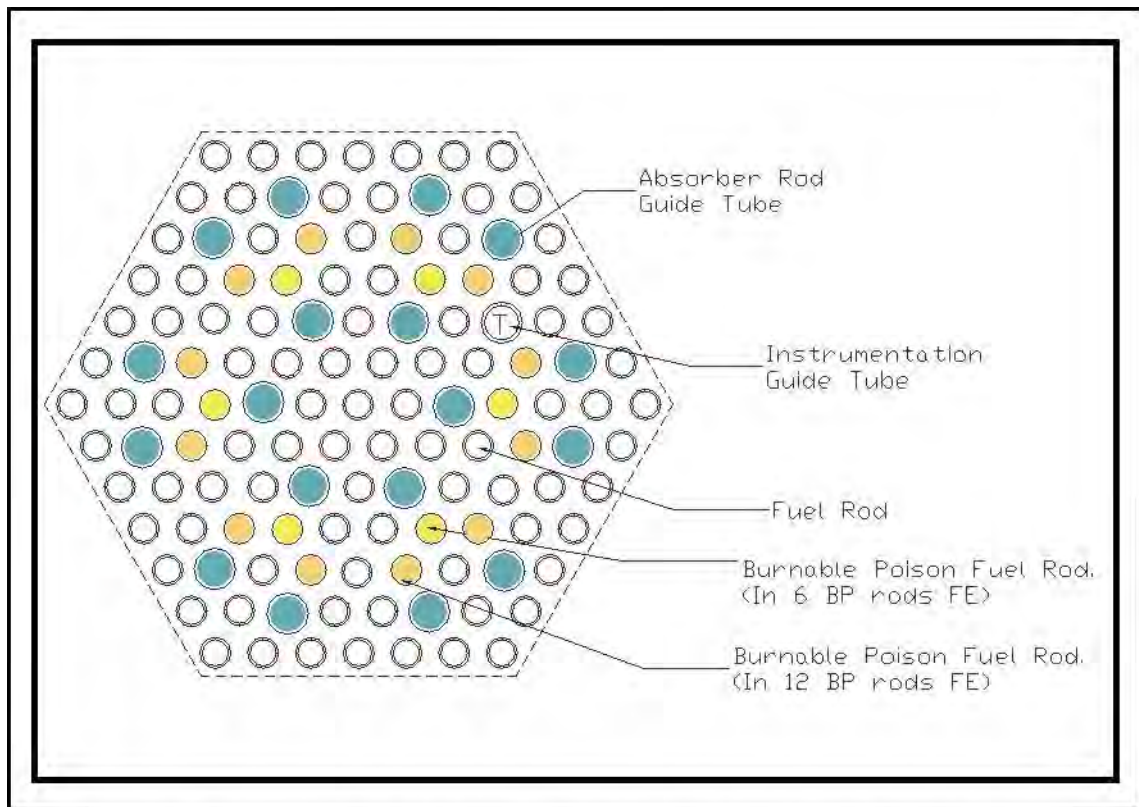 Absorber Rod
Guide Tube
T
Instrumentation
Guide Tube
Fuel Rod
Burnable Poison Fuel Rod.
(In 6 BP rods FE)
Burnable Poison Fuel Rod.
(In 12 BP rods FE)